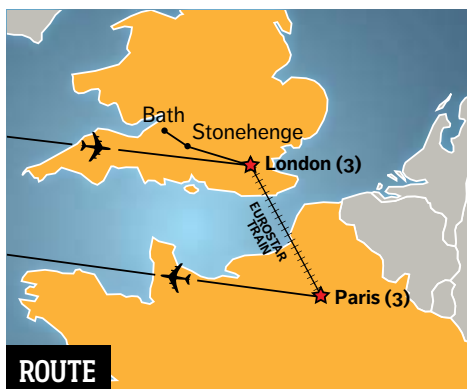 Bath
Stonehenge
London (3)
EUROSTAR
TRAIN
Paris (3)
ROUTE